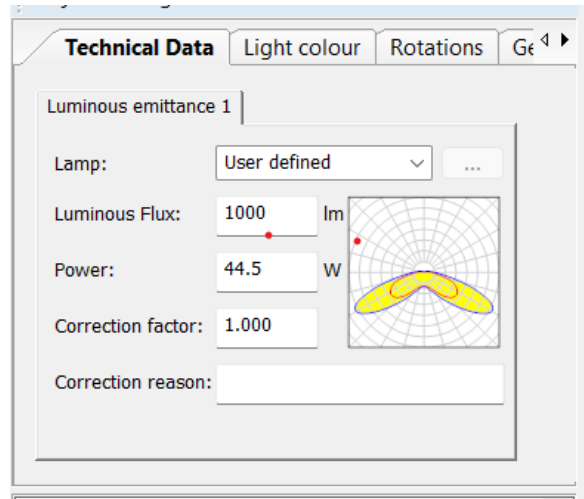 Technical Data Light colour Rotations Ge
Luminous emittance 1
Lamp: User defined ...
Luminous Flux: 1000 lm
Power: 44.5 W
Correction factor: 1.000
Correction reason: